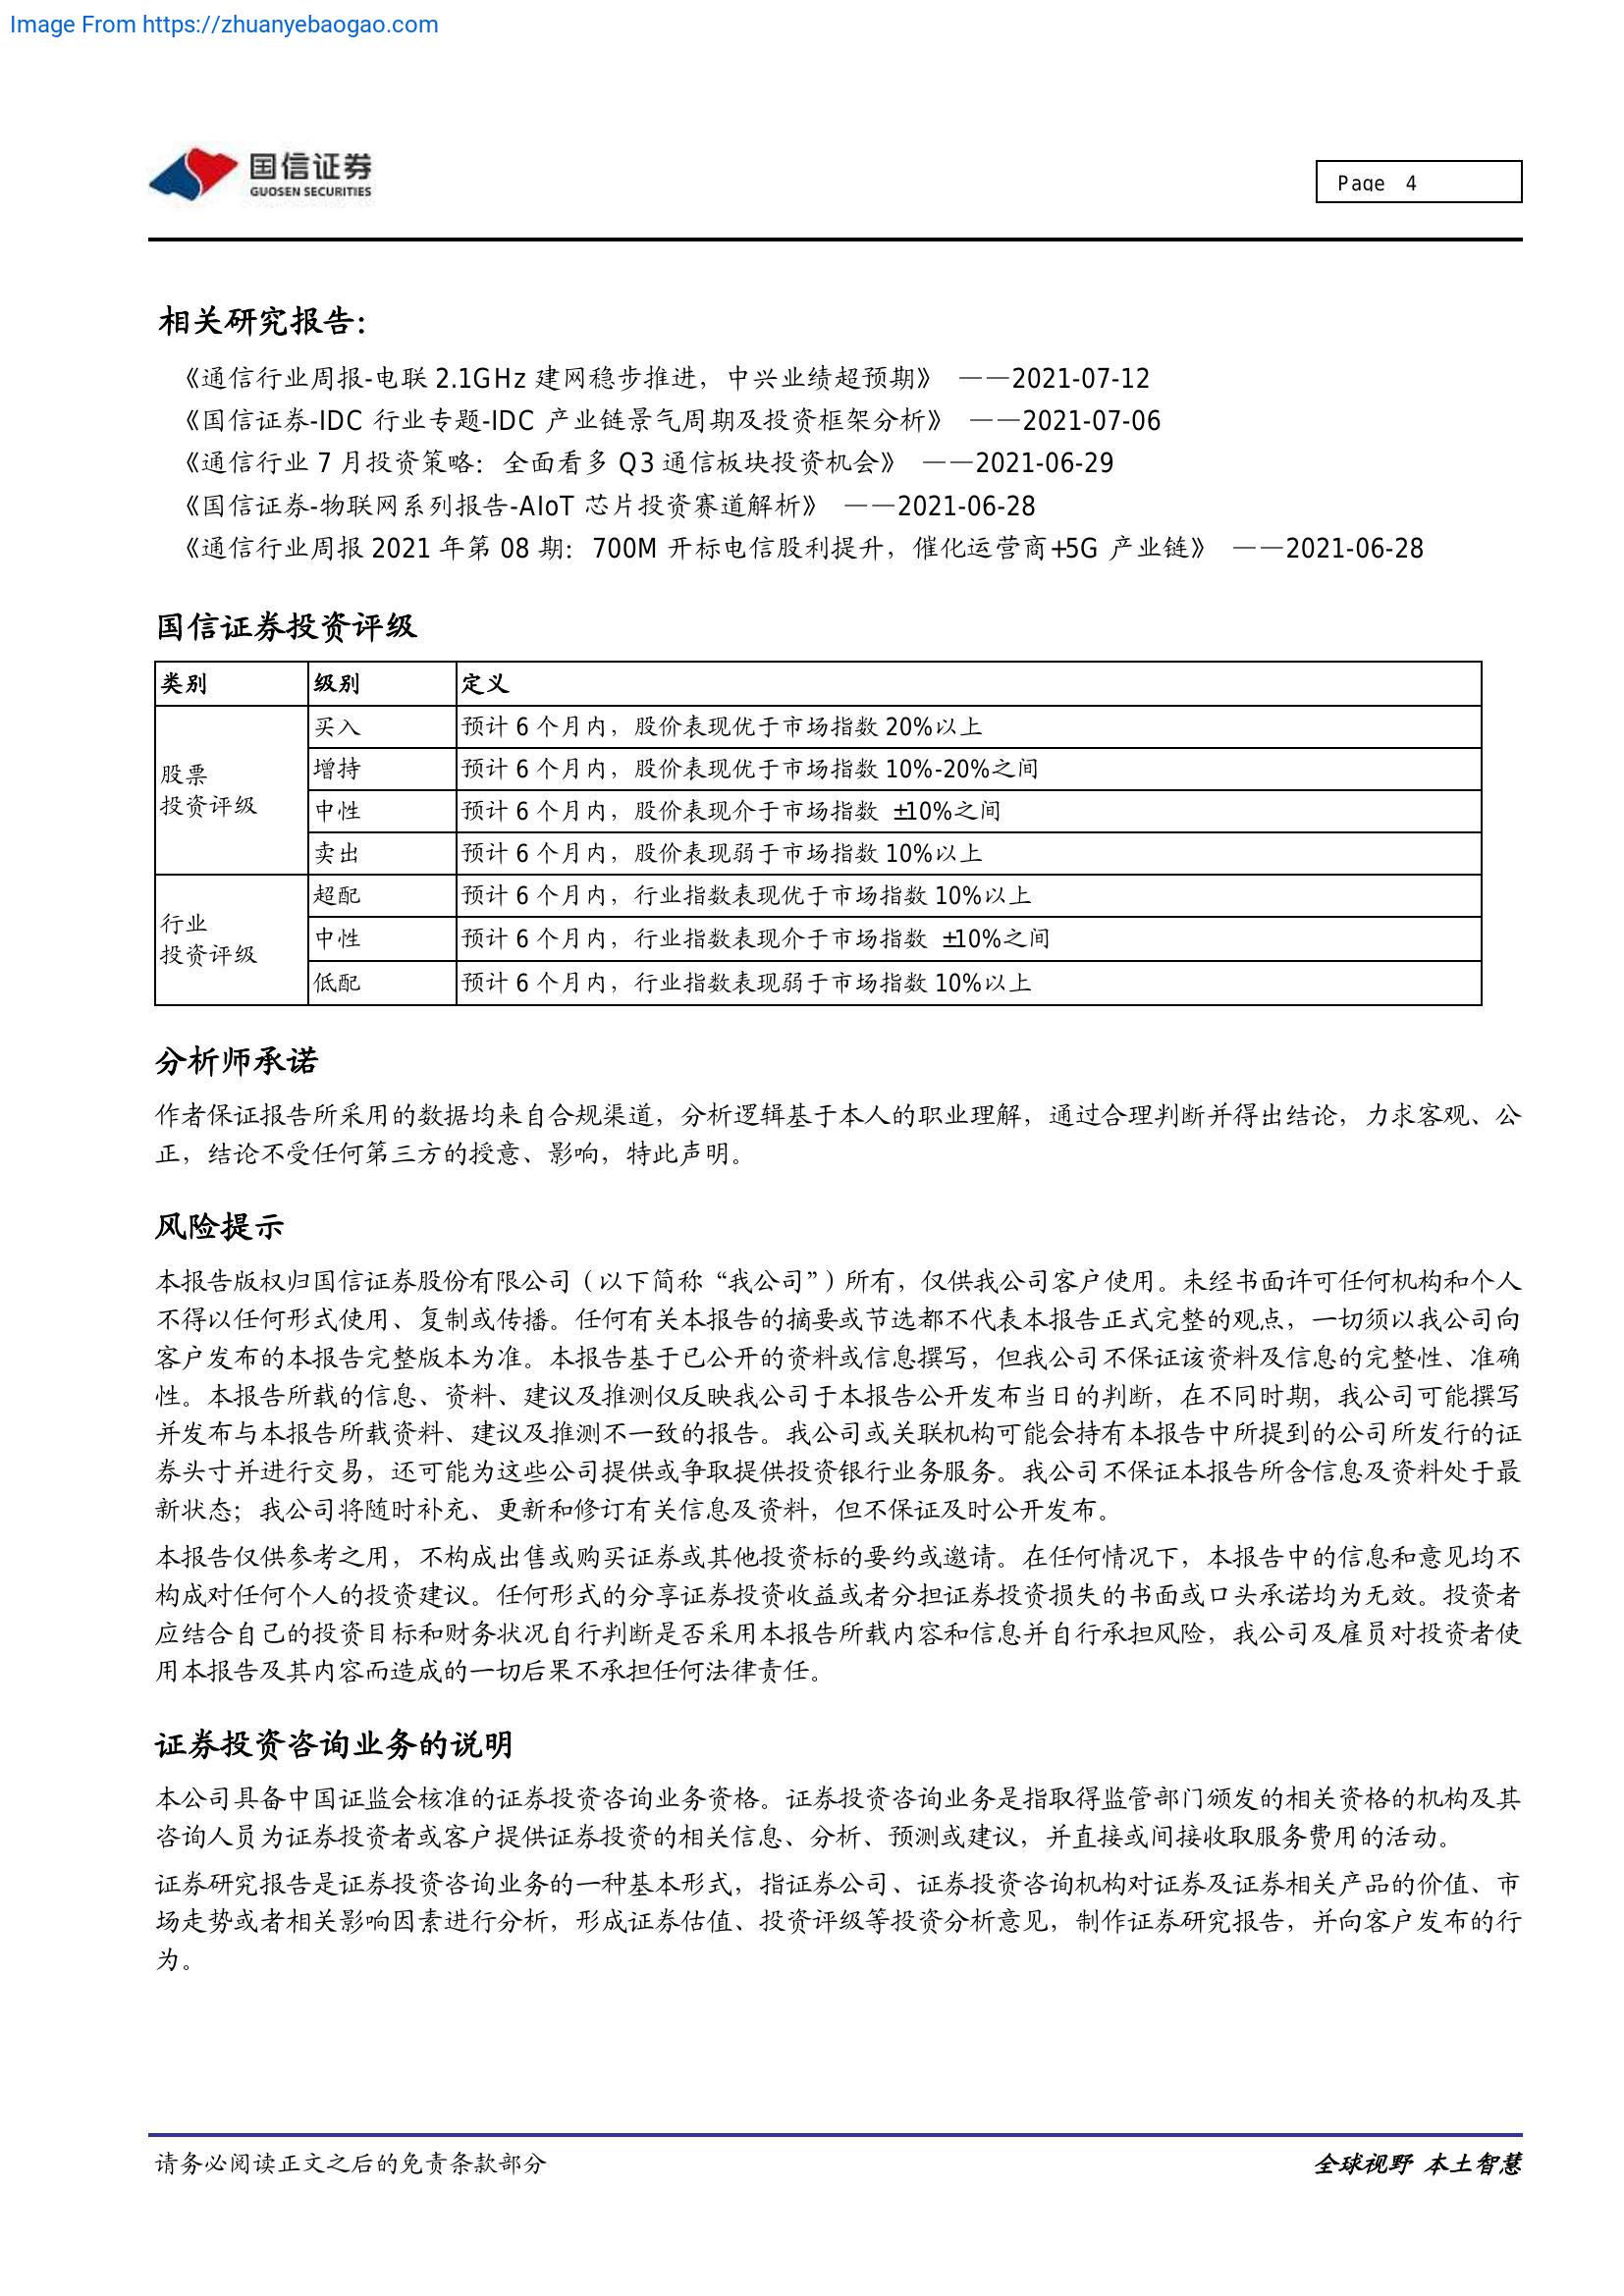 Image From https://zhuanyebaogao.com
国信证券
GUOSEN SECURITIES
Page 4
相关研究报告：
《通信行业周报-电联 2.1GHz 建网稳步推进，中兴业绩超预期》 ——2021-07-12
《国信证券-IDC 行业专题-IDC 产业链景气周期及投资框架分析》 ——2021-07-06
《通信行业 7 月投资策略：全面看多 Q3 通信板块投资机会》 ——2021-06-29
《国信证券-物联网系列报告-AIoT 芯片投资赛道解析》 ——2021-06-28
《通信行业周报 2021 年第 08 期：700M 开标电信股利提升，催化运营商+5G 产业链》 ——2021-06-28
国信证券投资评级
类别 级别 定义
股票
投资评级
买入 预计 6 个月内，股价表现优于市场指数 20%以上
增持 预计 6 个月内，股价表现优于市场指数 10%-20%之间
中性 预计 6 个月内，股价表现介于市场指数 ±10%之间
卖出 预计 6 个月内，股价表现弱于市场指数 10%以上
行业
投资评级
超配 预计 6 个月内，行业指数表现优于市场指数 10%以上
中性 预计 6 个月内，行业指数表现介于市场指数 ±10%之间
低配 预计 6 个月内，行业指数表现弱于市场指数 10%以上
分析师承诺
作者保证报告所采用的数据均来自合规渠道，分析逻辑基于本人的职业理解，通过合理判断并得出结论，力求客观、公
正，结论不受任何第三方的授意、影响，特此声明。
风险提示
本报告版权归国信证券股份有限公司（以下简称“我公司”）所有，仅供我公司客户使用。未经书面许可任何机构和个人
不得以任何形式使用、复制或传播。任何有关本报告的摘要或节选都不代表本报告正式完整的观点，一切须以我公司向
客户发布的本报告完整版本为准。本报告基于已公开的资料或信息撰写，但我公司不保证该资料及信息的完整性、准确
性。本报告所载的信息、资料、建议及推测仅反映我公司于本报告公开发布当日的判断，在不同时期，我公司可能撰写
并发布与本报告所载资料、建议及推测不一致的报告。我公司或关联机构可能会持有本报告中所提到的公司所发行的证
券头寸并进行交易，还可能为这些公司提供或争取提供投资银行业务服务。我公司不保证本报告所含信息及资料处于最
新状态；我公司将随时补充、更新和修订有关信息及资料，但不保证及时公开发布。
本报告仅供参考之用，不构成出售或购买证券或其他投资标的要约或邀请。在任何情况下，本报告中的信息和意见均不
构成对任何个人的投资建议。任何形式的分享证券投资收益或者分担证券投资损失的书面或口头承诺均为无效。投资者
应结合自己的投资目标和财务状况自行判断是否采用本报告所载内容和信息并自行承担风险，我公司及雇员对投资者使
用本报告及其内容而造成的一切后果不承担任何法律责任。
证券投资咨询业务的说明
本公司具备中国证监会核准的证券投资咨询业务资格。证券投资咨询业务是指取得监管部门颁发的相关资格的机构及其
咨询人员为证券投资者或客户提供证券投资的相关信息、分析、预测或建议，并直接或间接收取服务费用的活动。
证券研究报告是证券投资咨询业务的一种基本形式，指证券公司、证券投资咨询机构对证券及证券相关产品的价值、市
场走势或者相关影响因素进行分析，形成证券估值、投资评级等投资分析意见，制作证券研究报告，并向客户发布的行
为。
请务必阅读正文之后的免责条款部分
全球视野 本土智慧